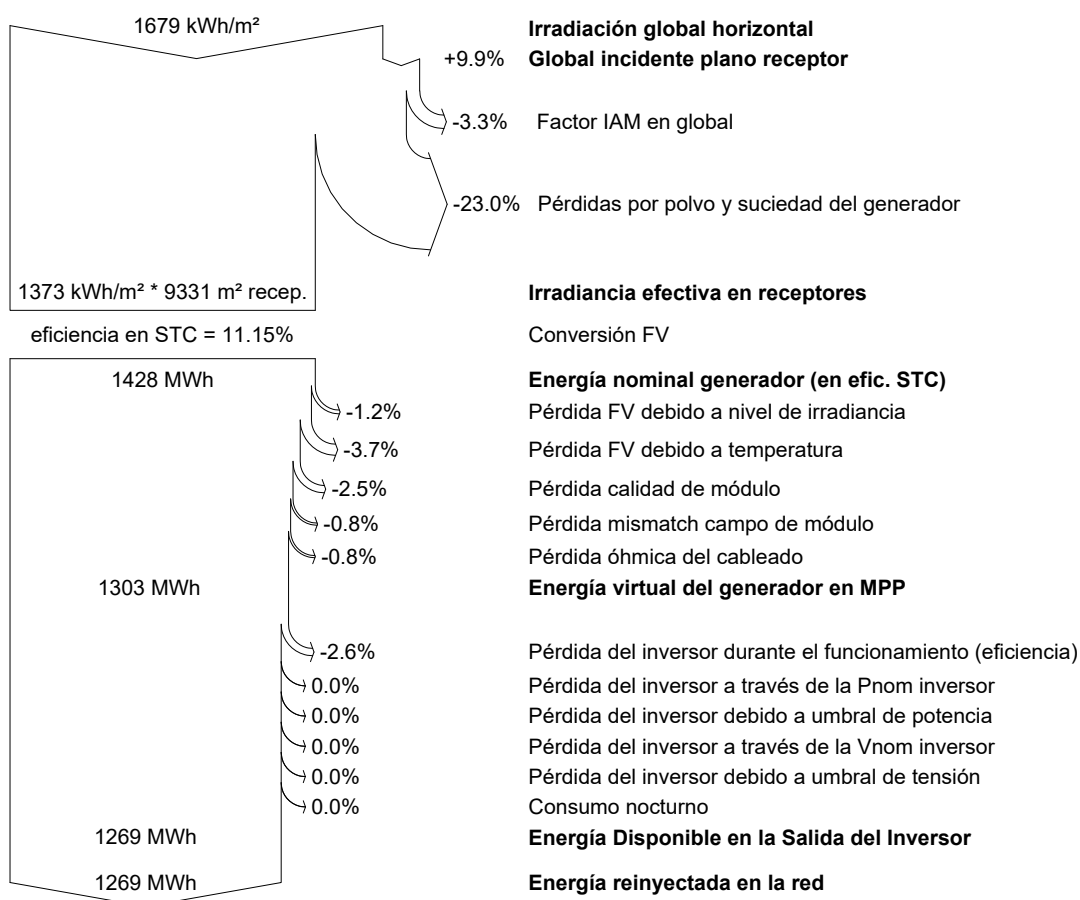 1679 kWh/m² Irradiación global horizontal
+9.9% Global incidente plano receptor
-3.3% Factor IAM en global
-23.0% Pérdidas por polvo y suciedad del generador
1373 kWh/m² * 9331 m² recep. Irradiancia efectiva en receptores
eficiencia en STC = 11.15% Conversión FV
1428 MWh Energía nominal generador (en efic. STC)
-1.2% Pérdida FV debido a nivel de irradiancia
-3.7% Pérdida FV debido a temperatura
-2.5% Pérdida calidad de módulo
-0.8% Pérdida mismatch campo de módulo
-0.8% Pérdida óhmica del cableado
1303 MWh Energía virtual del generador en MPP
-2.6% Pérdida del inversor durante el funcionamiento (eficiencia)
0.0% Pérdida del inversor a través de la Pnom inversor
0.0% Pérdida del inversor debido a umbral de potencia
0.0% Pérdida del inversor a través de la Vnom inversor
0.0% Pérdida del inversor debido a umbral de tensión
0.0% Consumo nocturno
1269 MWh Energía Disponible en la Salida del Inversor
1269 MWh Energía reinyectada en la red